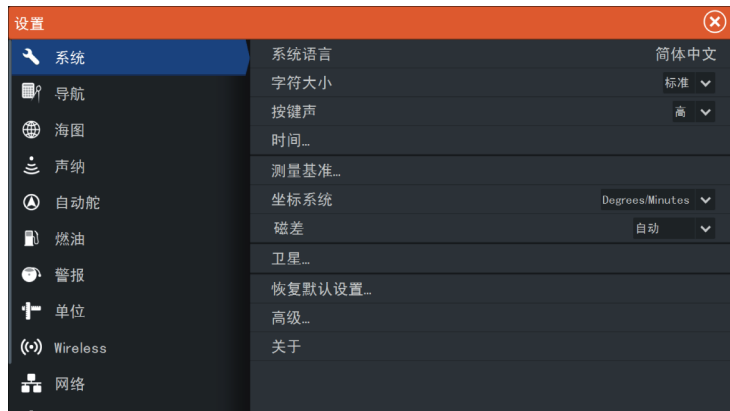 设置
系统
导航
海图
声纳
自动舵
燃油
警报
单位
Wireless
网络
系统语言 简体中文
字符大小 标准
按键声 高
时间…
测量基准…
坐标系统 Degrees/Minutes
磁差 自动
卫星…
恢复默认设置…
高级…
关于